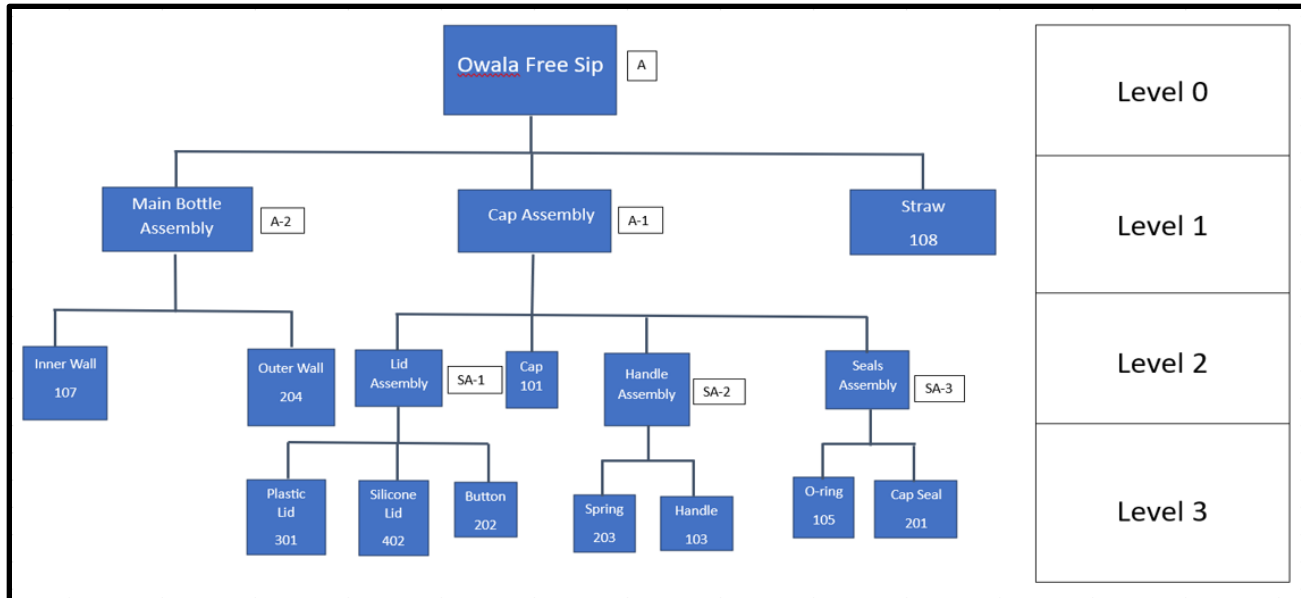 Owala Free Sip
A
Level 0
Main Bottle
Assembly
A-2
Cap Assembly
A-1
Straw
108
Level 1
Inner Wall
107
Outer Wall
204
Lid
Assembly
SA-1
Cap
101
Handle
Assembly
SA-2
Seals
Assembly
SA-3
Level 2
Plastic
Lid
301
Silicone
Lid
402
Button
202
Spring
203
Handle
103
O-ring
105
Cap Seal
201
Level 3